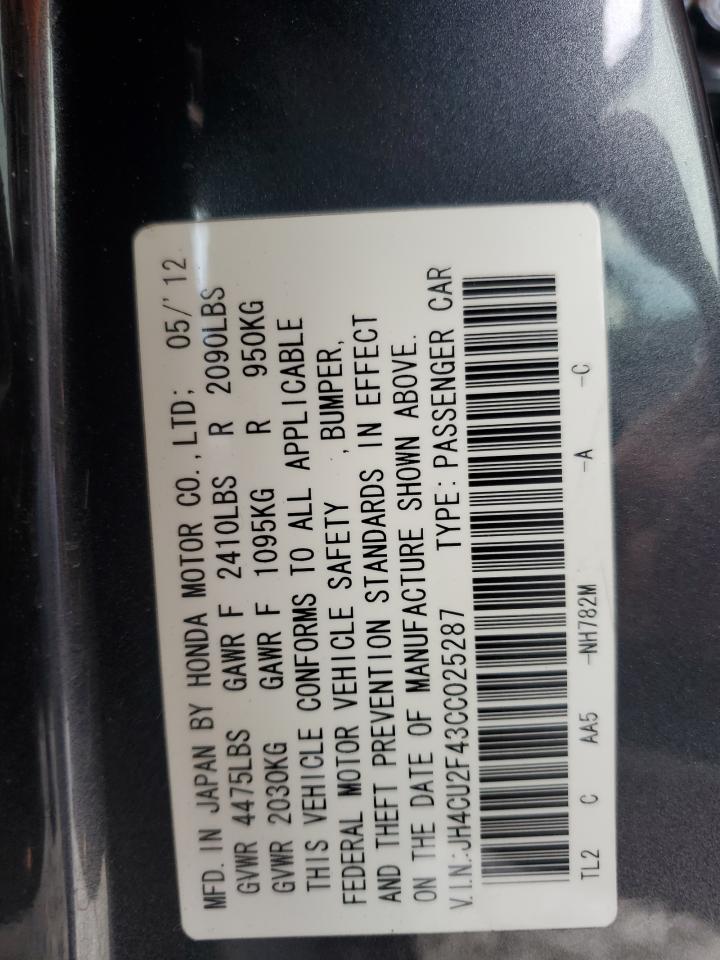 MFD. IN JAPAN BY HONDA MOTOR CO., LTD; 05/'12
GVWR 4475LBS GAWR F 2410LBS R 2090LBS
GVWR 2030KG GAWR F 1095KG R 950KG
THIS VEHICLE CONFORMS TO ALL APPLICABLE
FEDERAL MOTOR VEHICLE SAFETY , BUMPER,
AND THEFT PREVENTION STANDARDS IN EFFECT
ON THE DATE OF MANUFACTURE SHOWN ABOVE.
V.I.N.:JH4CU2F43CC025287 TYPE:PASSENGER CAR
TL2 C AA5 -NH782M -A -C